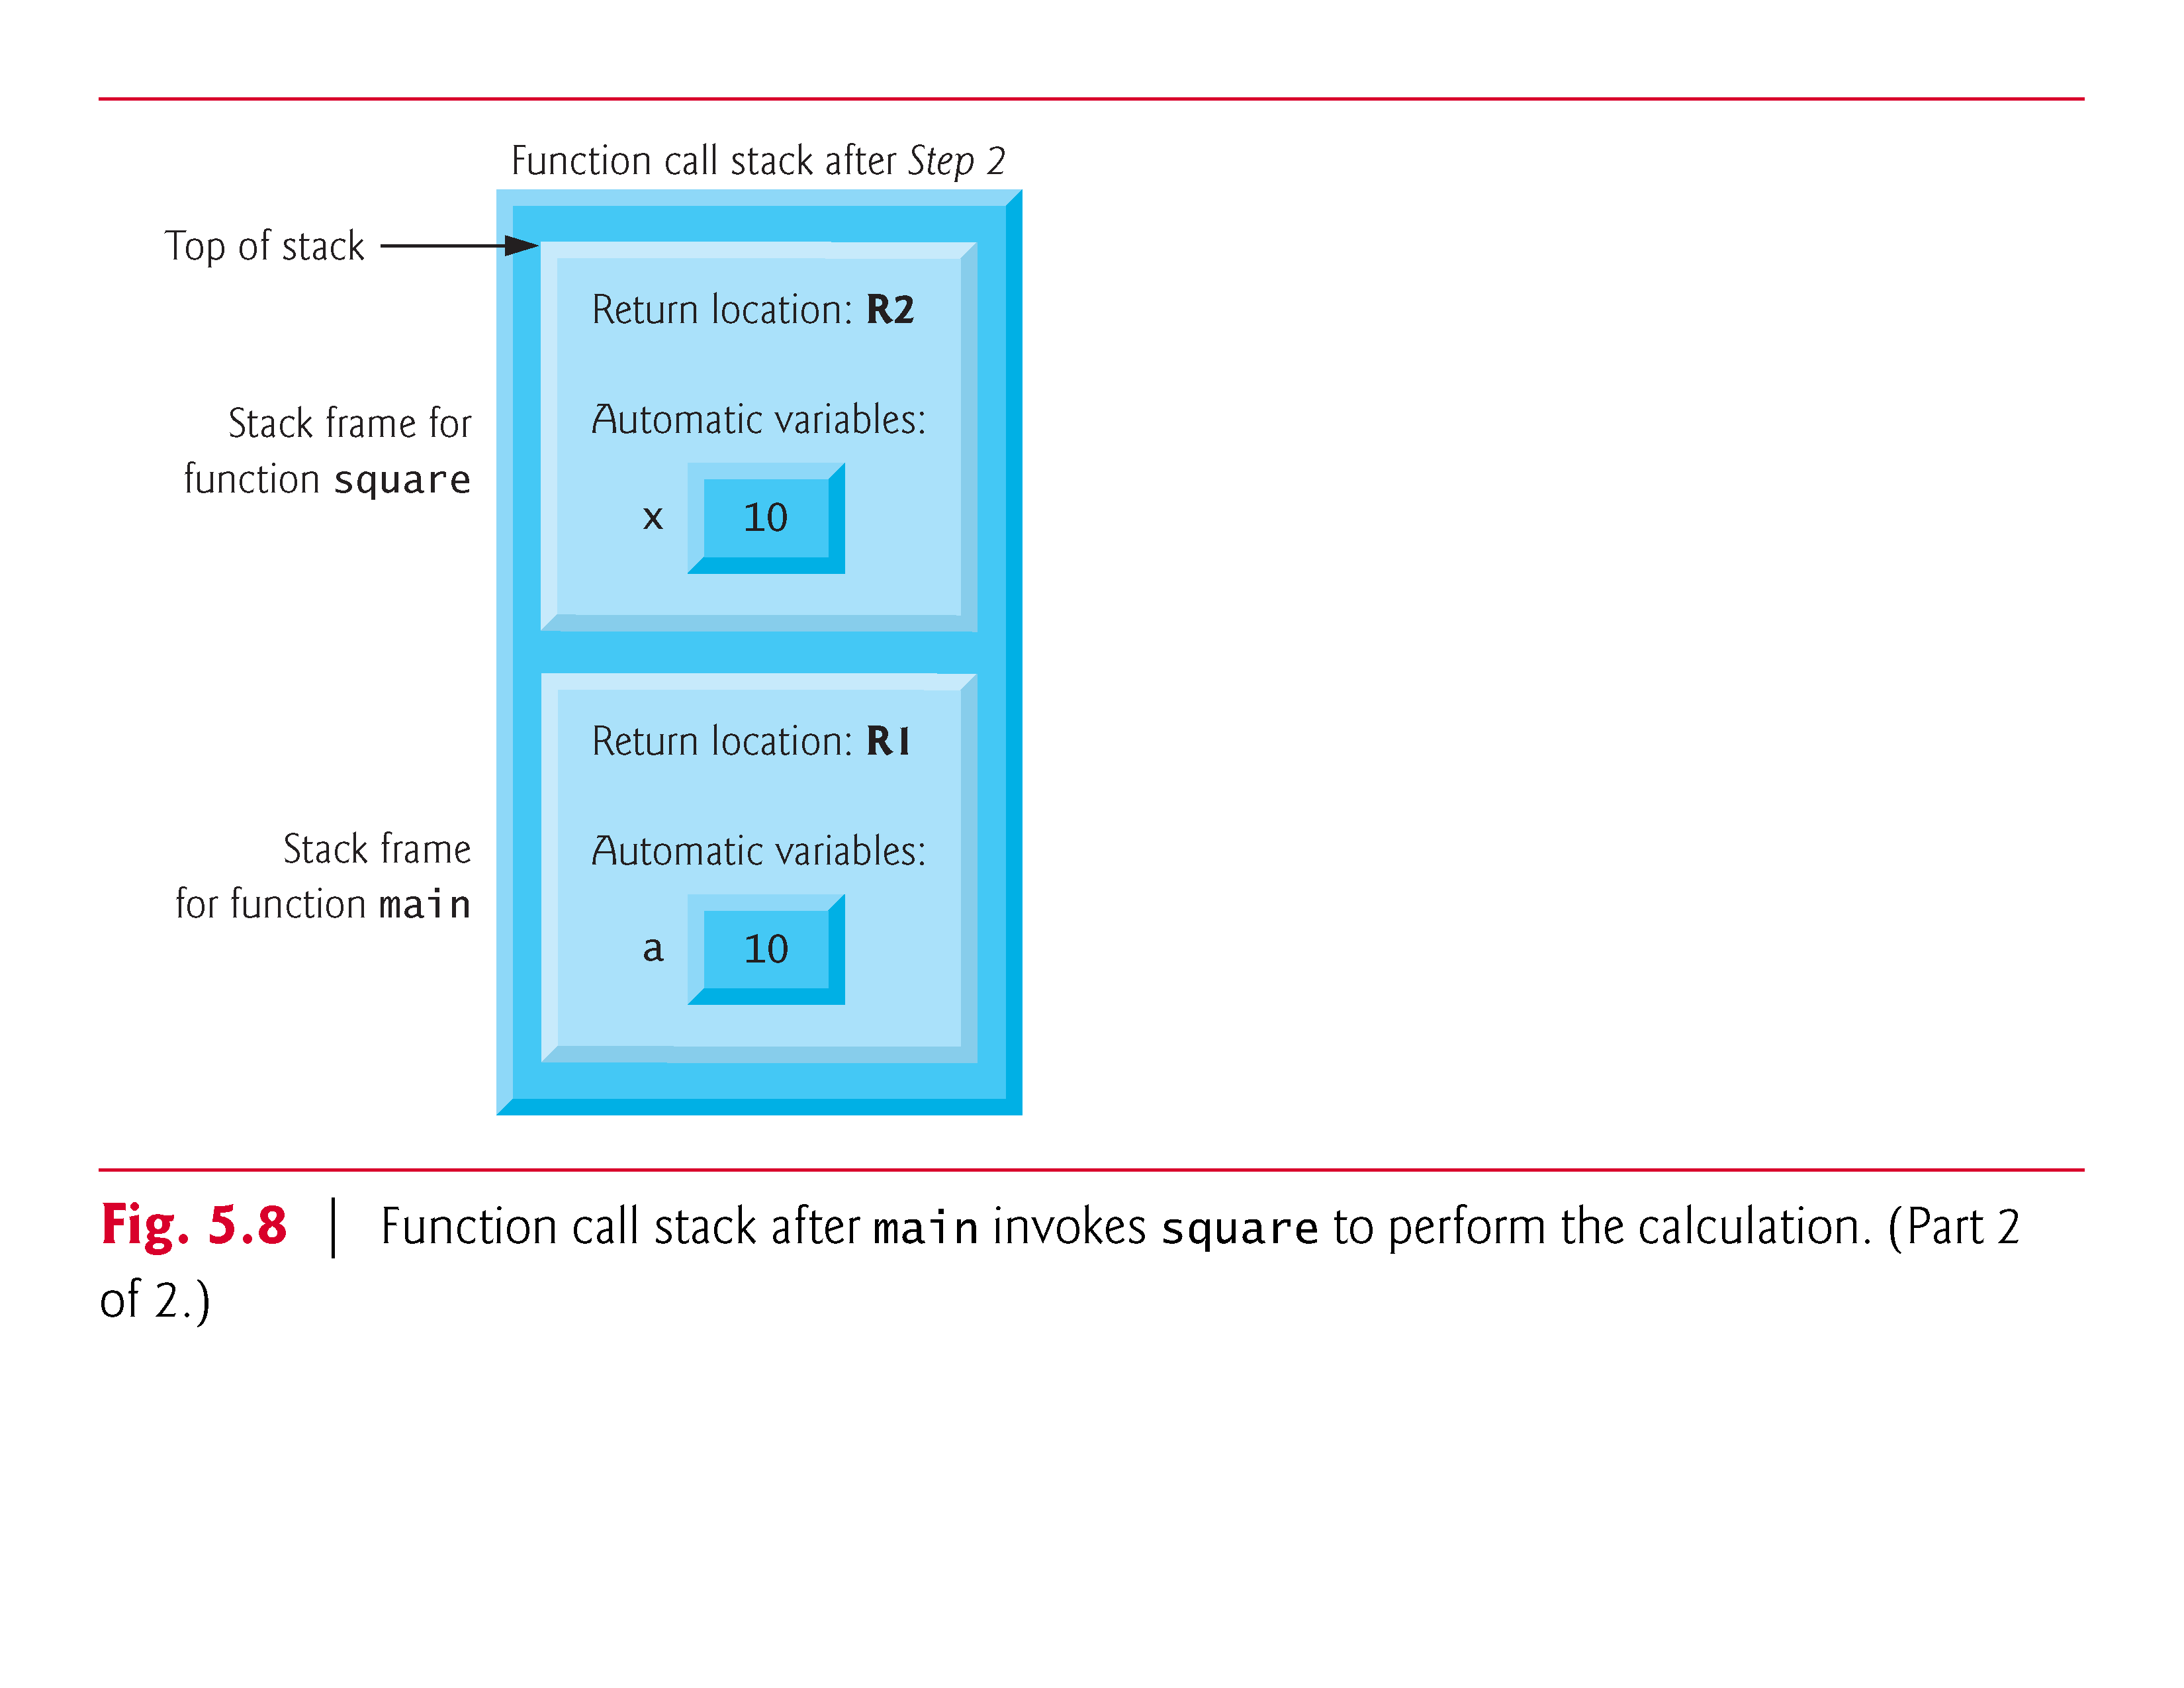 Function call stack after Step 2
Top of stack
Return location: R2
Stack frame for
function square
Automatic variables:
x 10
Return location: R1
Stack frame
for function main
Automatic variables:
a 10
Fig. 5.8 | Function call stack after main invokes square to perform the calculation. (Part 2
of 2.)